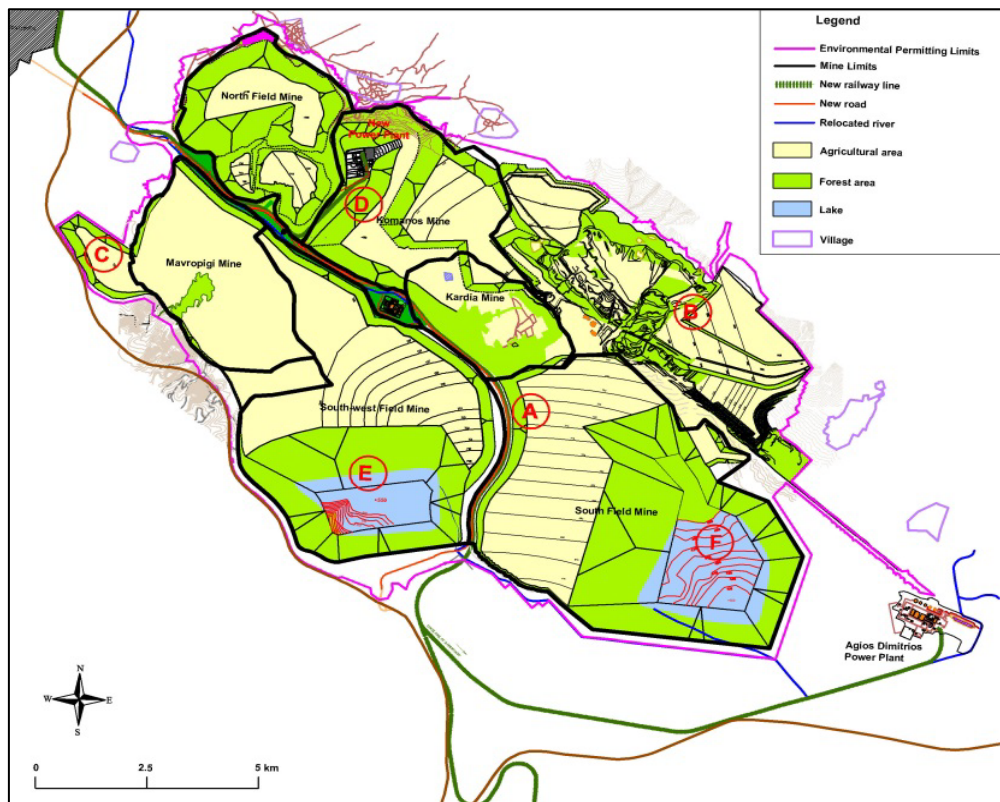 Legend
Environmental Permitting Limits
Mine Limits
New railway line
New road
Relocated river
Agricultural area
Forest area
Lake
Village
North Field Mine
New
Power Plant
D
Komanos Mine
C
Mavropigi Mine
Kardia Mine
B
A
South-west Field Mine
E
South Field Mine
F
Agios Dimitrios
Power Plant
N
W
E
S
0
2.5
5 km